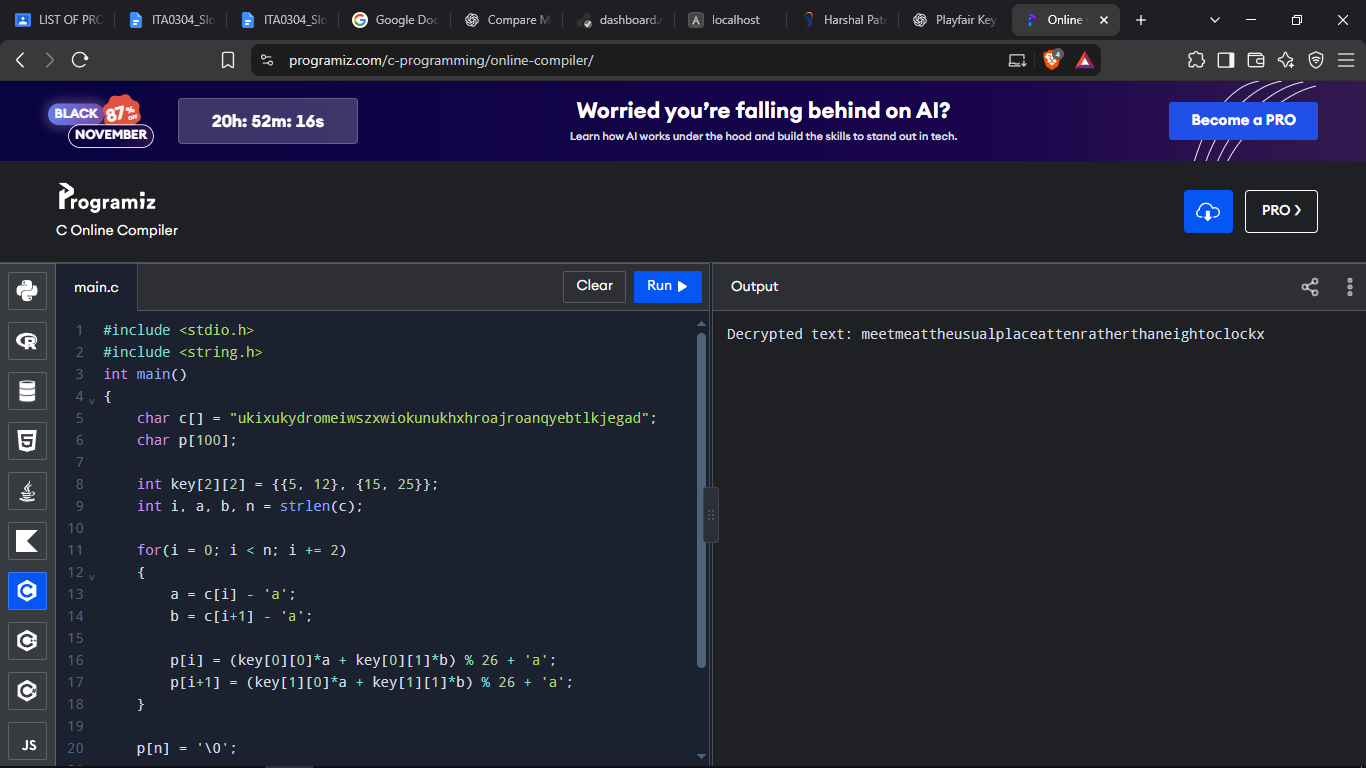 LIST OF PRO
ITA0304_Slo
ITA0304_Slo
Google Doc
Compare M
dashboard.r
localhost
Harshal Pate
Playfair Key
Online
programiz.com/c-programming/online-compiler/
4
BLACK 87% OFF
NOVEMBER
20h: 52m: 16s
Worried you're falling behind on AI?
Learn how AI works under the hood and build the skills to stand out in tech.
Become a PRO
Programiz
C Online Compiler
PRO
main.c
Clear
Run
Output
1 #include <stdio.h>
2 #include <string.h>
3 int main()
4 {
5 char c[] = "ukixukydromeiwszxwiokunukhxhroajroanqyebtlkjegad";
6 char p[100];
7
8 int key[2][2] = {{5, 12}, {15, 25}};
9 int i, a, b, n = strlen(c);
10
11 for(i = 0; i < n; i += 2)
12 {
13 a = c[i] - 'a';
14 b = c[i+1] - 'a';
15
16 p[i] = (key[0][0]*a + key[0][1]*b) % 26 + 'a';
17 p[i+1] = (key[1][0]*a + key[1][1]*b) % 26 + 'a';
18 }
19
20 p[n] = '\0';
JS
Decrypted text: meetmeattheusualplaceattenratherthaneightoclockx